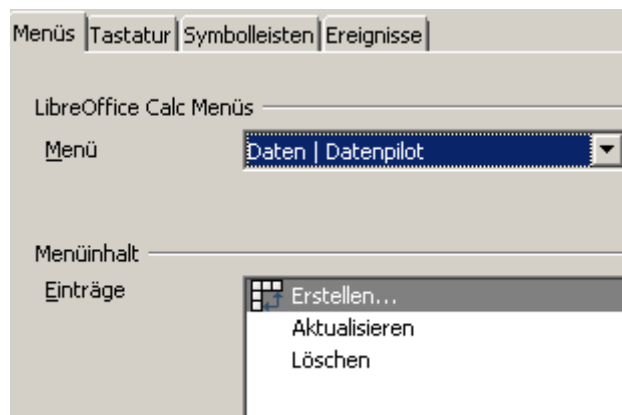 Menüs Tastatur Symbolleisten Ereignisse
LibreOffice Calc Menüs
Menü Daten | Datenpilot
Menüinhalt
Einträge Erstellen...
Aktualisieren
Löschen